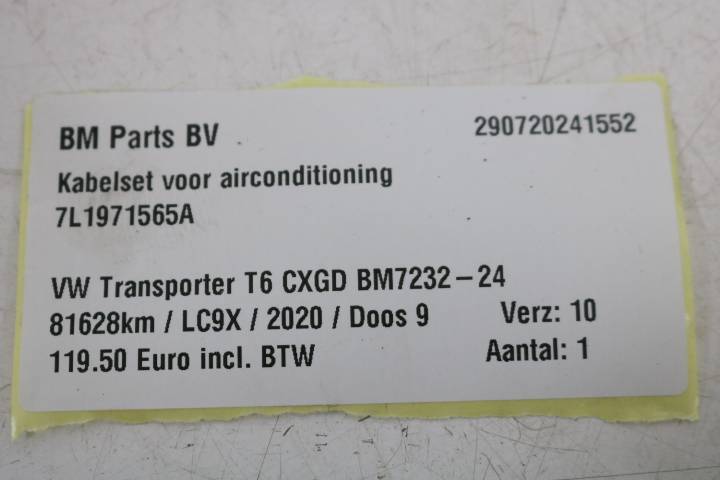 BM Parts BV 290720241552
Kabelset voor airconditioning
7L1971565A
VW Transporter T6 CXGD BM7232-24
81628km / LC9X / 2020 / Doos 9 Verz: 10
119.50 Euro incl. BTW Aantal: 1